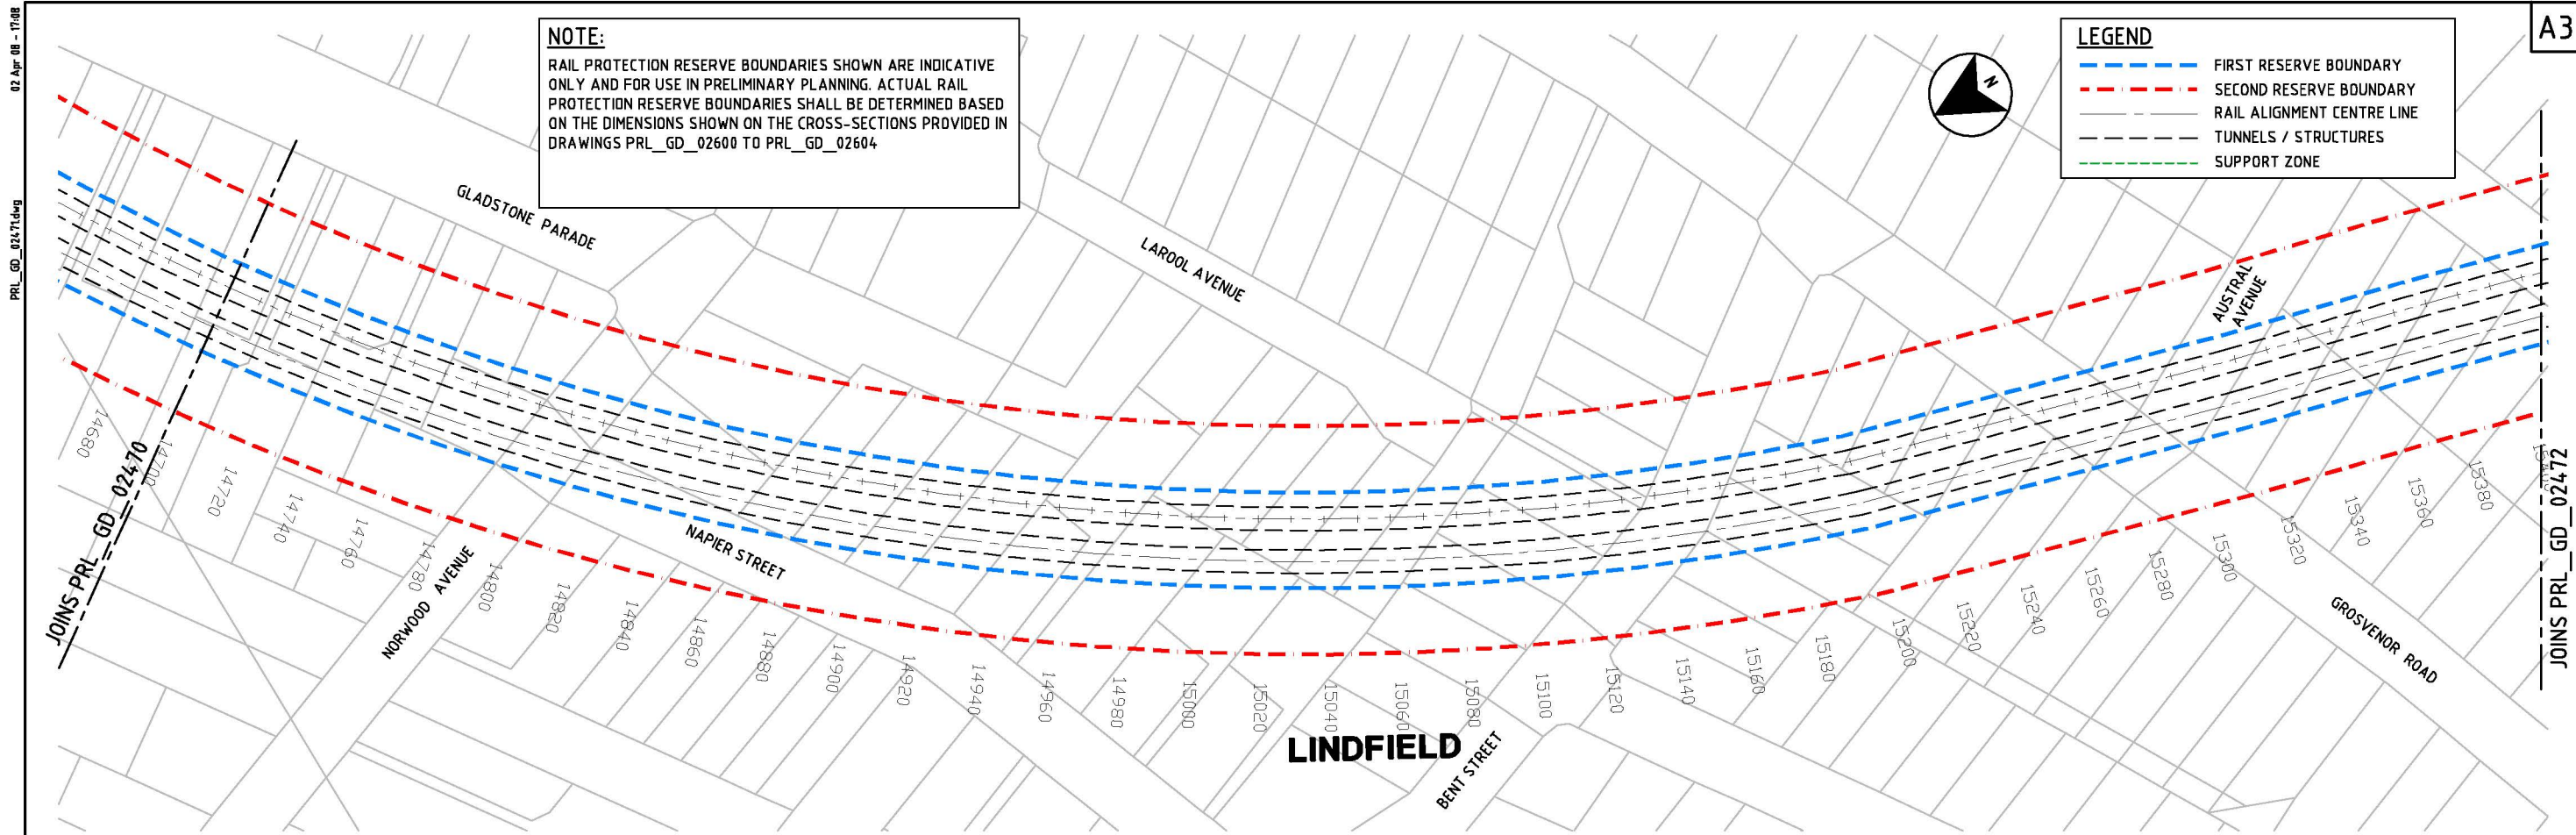 02 Apr 08 - 17:08
PRL_GD_02471.dwg
NOTE:
RAIL PROTECTION RESERVE BOUNDARIES SHOWN ARE INDICATIVE
ONLY AND FOR USE IN PRELIMINARY PLANNING. ACTUAL RAIL
PROTECTION RESERVE BOUNDARIES SHALL BE DETERMINED BASED
ON THE DIMENSIONS SHOWN ON THE CROSS-SECTIONS PROVIDED IN
DRAWINGS PRL_GD_02600 TO PRL_GD_02604
N
LEGEND
FIRST RESERVE BOUNDARY
SECOND RESERVE BOUNDARY
RAIL ALIGNMENT CENTRE LINE
TUNNELS / STRUCTURES
SUPPORT ZONE
A3
GLADSTONE PARADE
LAROOL AVENUE
AUSTRAL
AVENUE
JOINS PRL_GD_02470
NORWOOD AVENUE
NAPIER STREET
LINDFIELD
BENT STREET
GROSVENOR ROAD
JOINS PRL_GD_02472
14680
14700
14720
14740
14760
14780
14800
14820
14840
14860
14880
14900
14920
14940
14960
14980
15000
15020
15040
15060
15080
15100
15120
15140
15160
15180
15200
15220
15240
15260
15280
15300
15320
15340
15360
15380